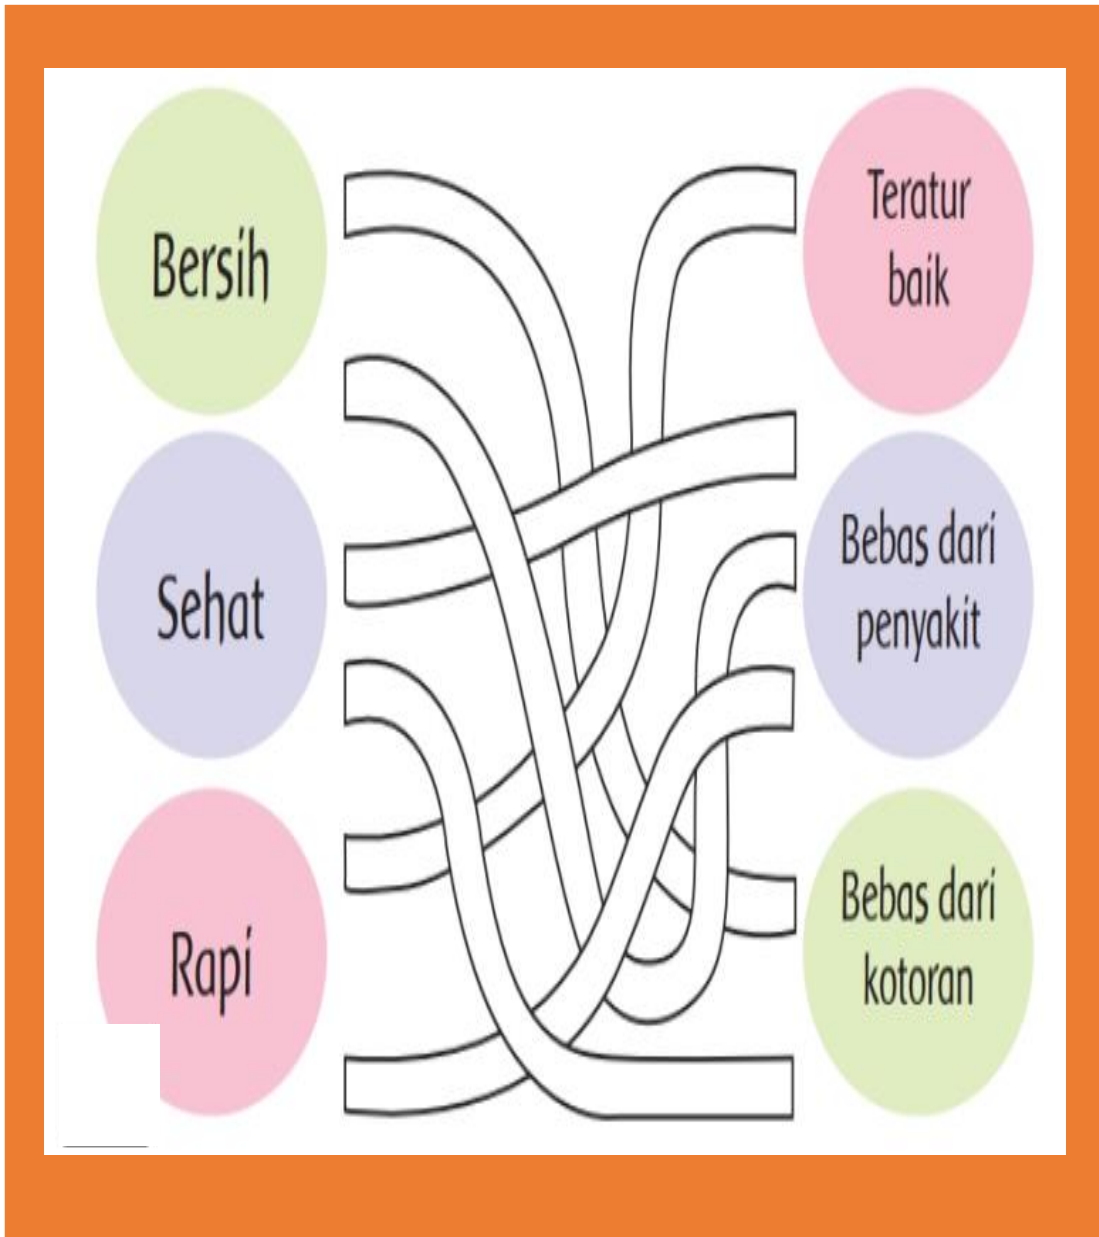 Bersih
Sehat
Rapi
Teratur
baik
Bebas dari
penyakit
Bebas dari
kotoran